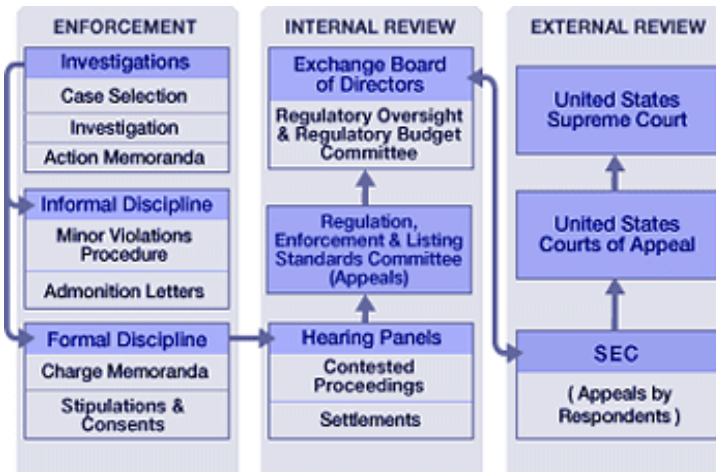 ENFORCEMENT
Investigations
Case Selection
Investigation
Action Memoranda
Informal Discipline
Minor Violations
Procedure
Admonition Letters
Formal Discipline
Charge Memoranda
Stipulations &
Consents
INTERNAL REVIEW
Exchange Board
of Directors
Regulatory Oversight
& Regulatory Budget
Committee
Regulation,
Enforcement & Listing
Standards Committee
(Appeals)
Hearing Panels
Contested
Proceedings
Settlements
EXTERNAL REVIEW
United States
Supreme Court
United States
Courts of Appeal
SEC
( Appeals by
Respondents )